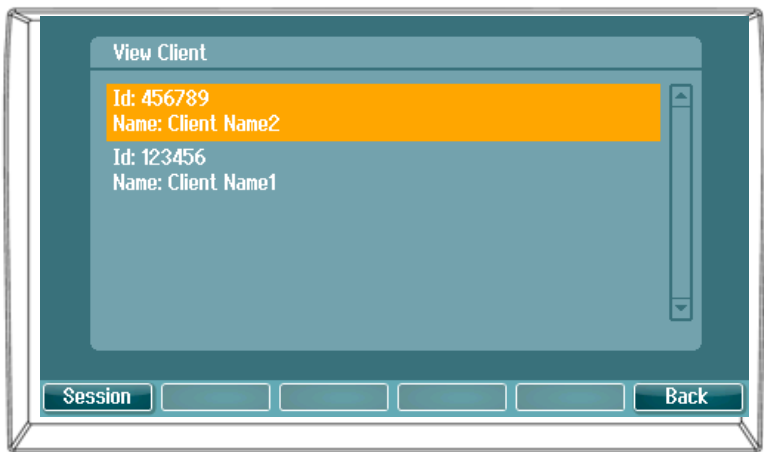 View Client
Id: 456789
Name: Client Name2
Id: 123456
Name: Client Name1
Session
Back